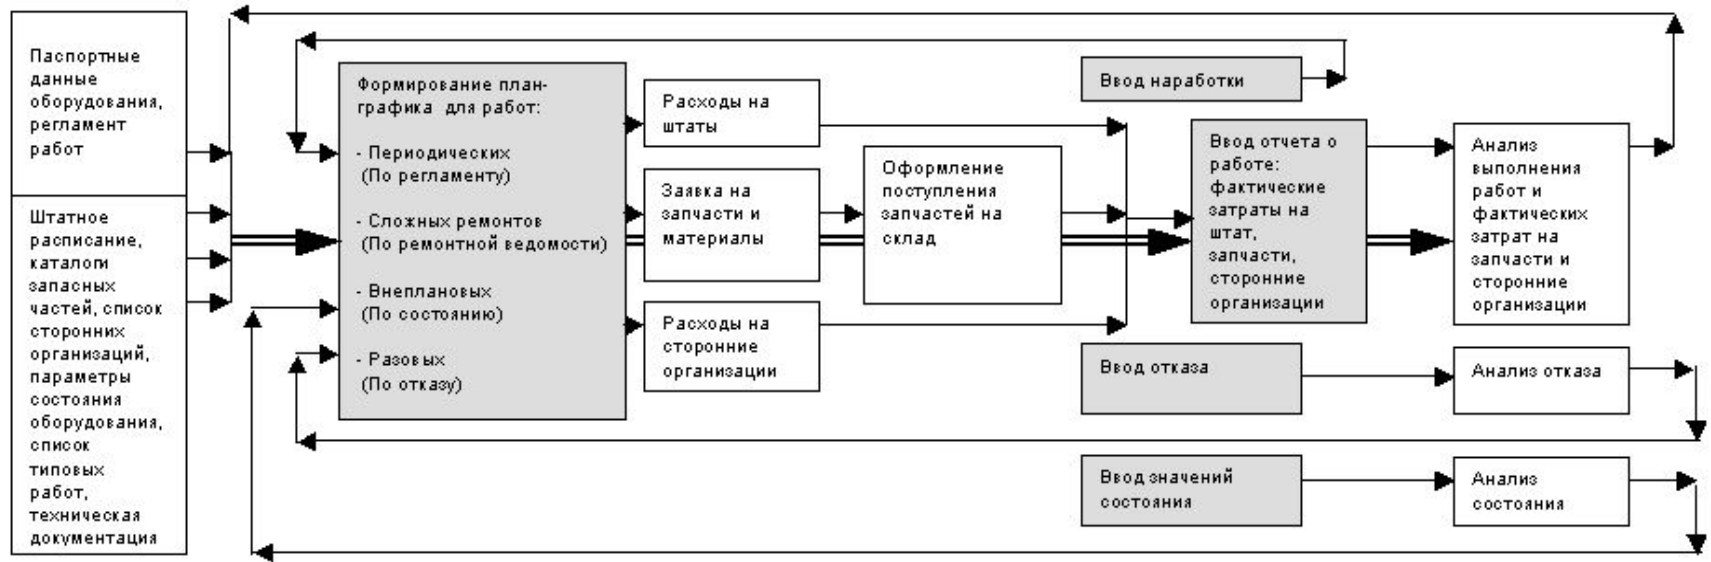 Паспортные
данные
оборудования,
регламент
работ
Штатное
расписание,
каталоги
запасных
частей, список
сторонних
организаций,
параметры
состояния
оборудования,
список
типовых
работ,
техническая
документация
Формирование план-
графика для работ:
- Периодических
(По регламенту)
- Сложных ремонтов
(По ремонтной ведомости)
- Внеплановых
(По состоянию)
- Разовых
(По отказу)
Расходы на
штаты
Заявка на
запчасти и
материалы
Расходы на
сторонние
организации
Оформление
поступления
запчастей на
склад
Ввод наработки
Ввод отчета о
работе:
фактические
затраты на
штат,
запчасти,
сторонние
организации
Анализ
выполнения
работ и
фактических
затрат на
запчасти и
сторонние
организации
Ввод отказа
Анализ отказа
Ввод значений
состояния
Анализ
состояния